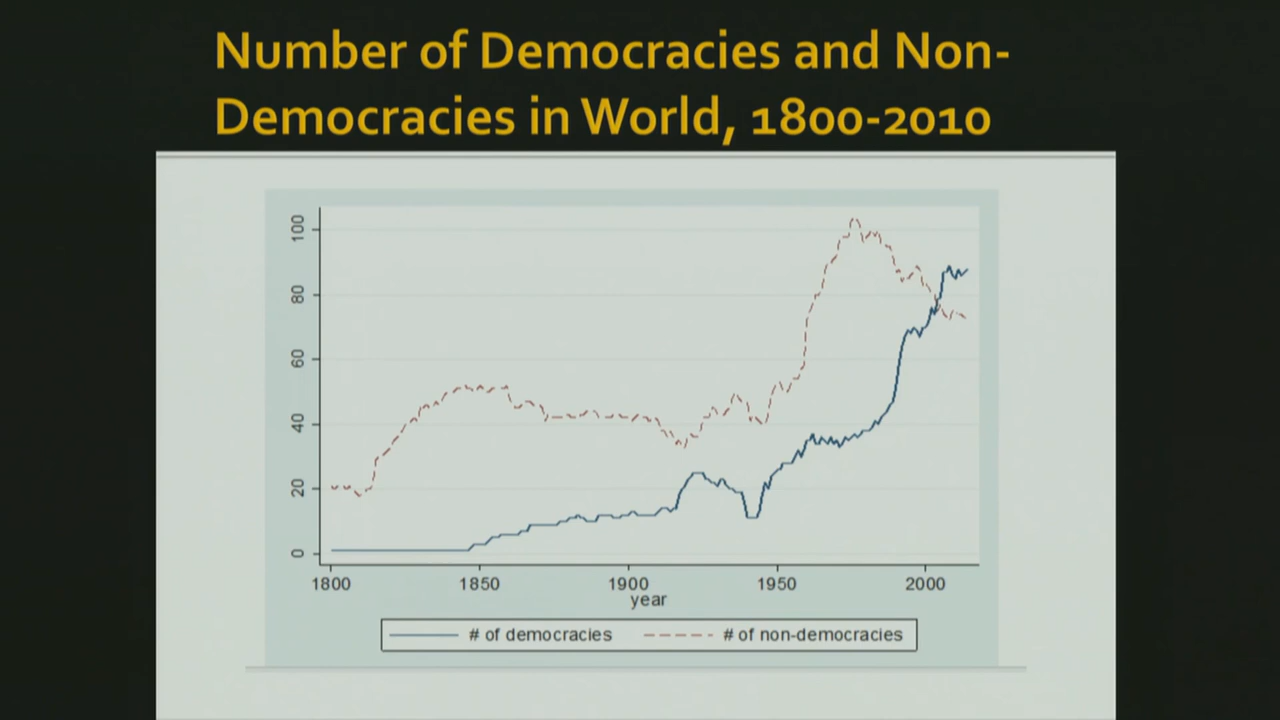 Number of Democracies and Non-
Democracies in World, 1800-2010
100
80
60
40
20
0
1800 1850 1900 1950 2000
year
# of democracies # of non-democracies